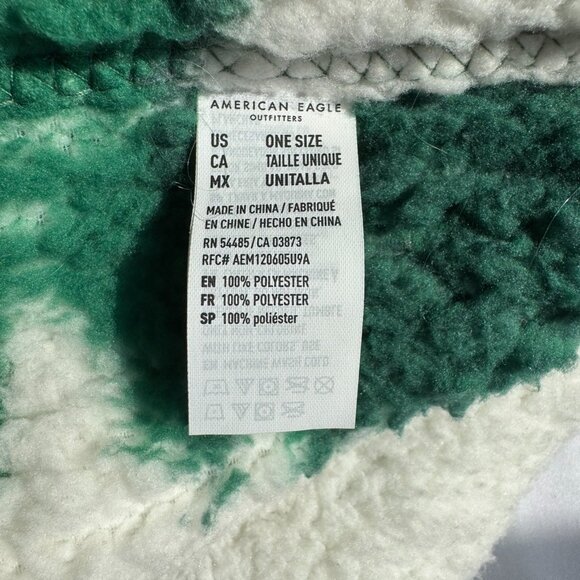 AMERICAN EAGLE
OUTFITTERS
US ONE SIZE
CA TAILLE UNIQUE
MX UNITALLA
MADE IN CHINA / FABRIQUÉ
EN CHINE / HECHO EN CHINA
RN 54485/CA 03873
RFC# AEM120605U9A
EN 100% POLYESTER
FR 100% POLYESTER
SP 100% poliéster